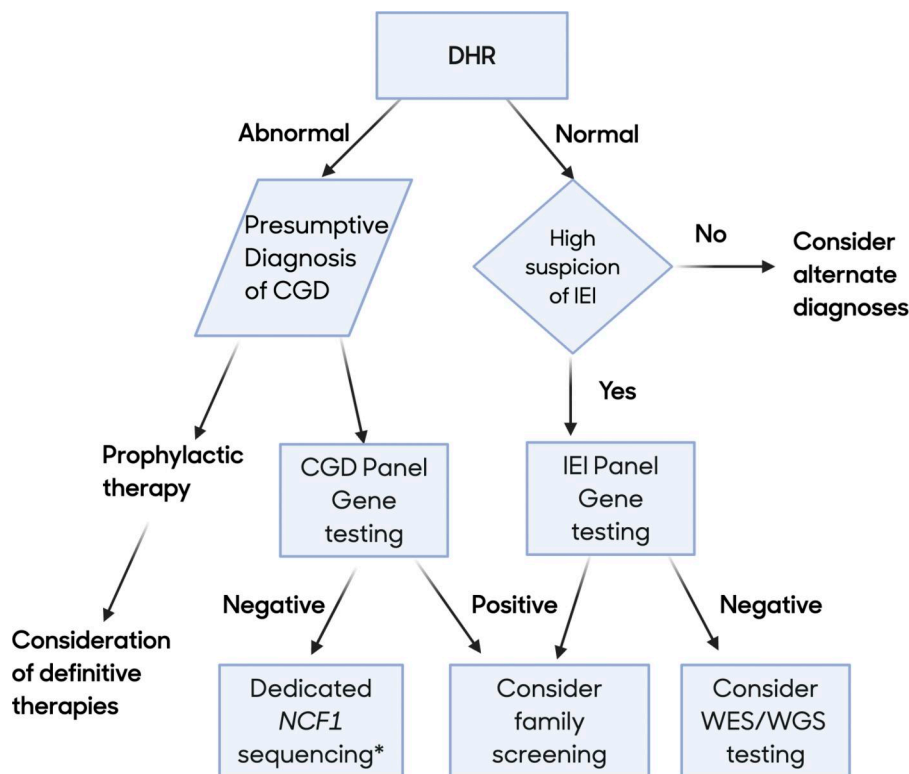 DHR
Abnormal
Normal
Presumptive
Diagnosis
of CGD
High
suspicion
of IEI
No
Consider
alternate
diagnoses
Yes
Prophylactic
therapy
CGD Panel
Gene
testing
IEI Panel
Gene
testing
Negative
Positive
Negative
Consideration
of definitive
therapies
Dedicated
NCF1
sequencing*
Consider
family
screening
Consider
WES/WGS
testing